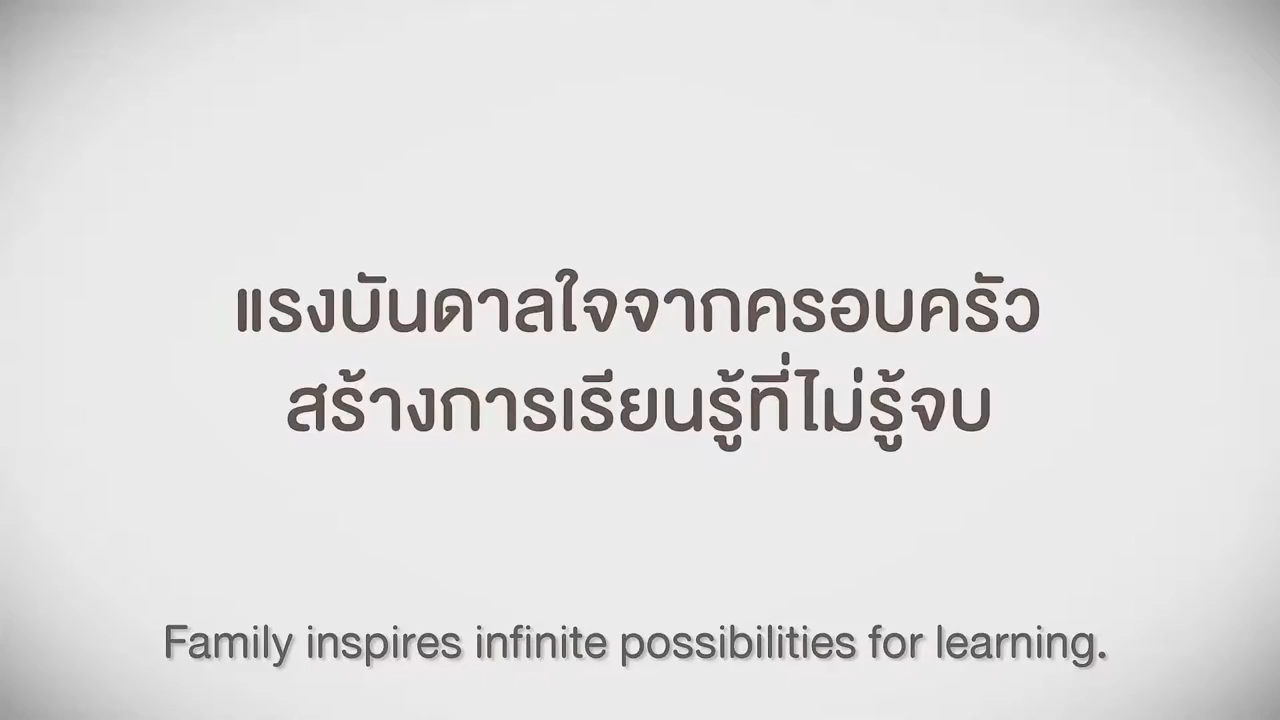 แรงบันดาลใจจากครอบครัว
สร้างการเรียนรู้ที่ไม่รู้จบ
Family inspires infinite possibilities for learning.